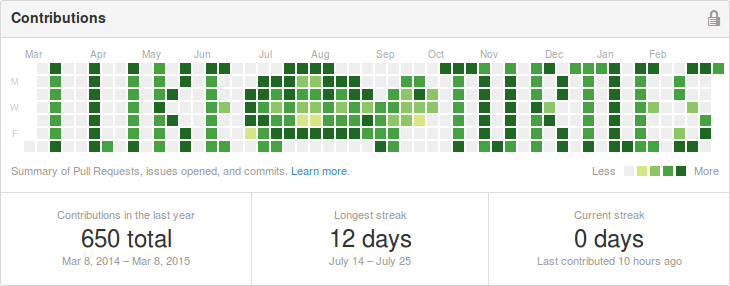 Contributions
Mar Apr May Jun Jul Aug Sep Oct Nov Dec Jan Feb
M
W
F
Summary of Pull Requests, issues opened, and commits. Learn more. Less More
Contributions in the last year
650 total
Mar 8, 2014 – Mar 8, 2015
Longest streak
12 days
July 14 – July 25
Current streak
0 days
Last contributed 10 hours ago